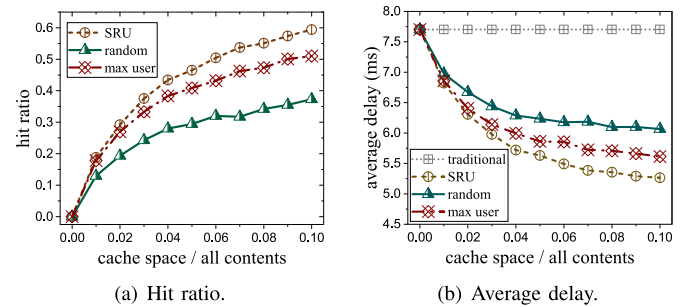 0.6
0.5
0.4
0.3
0.2
0.1
0.0
hit ratio
SRU
random
max user
0.00 0.02 0.04 0.06 0.08 0.10
cache space / all contents
(a) Hit ratio.
8.0
7.5
7.0
6.5
6.0
5.5
5.0
4.5
average delay (ms)
traditional
SRU
random
max user
0.00 0.02 0.04 0.06 0.08 0.10
cache space / all contents
(b) Average delay.